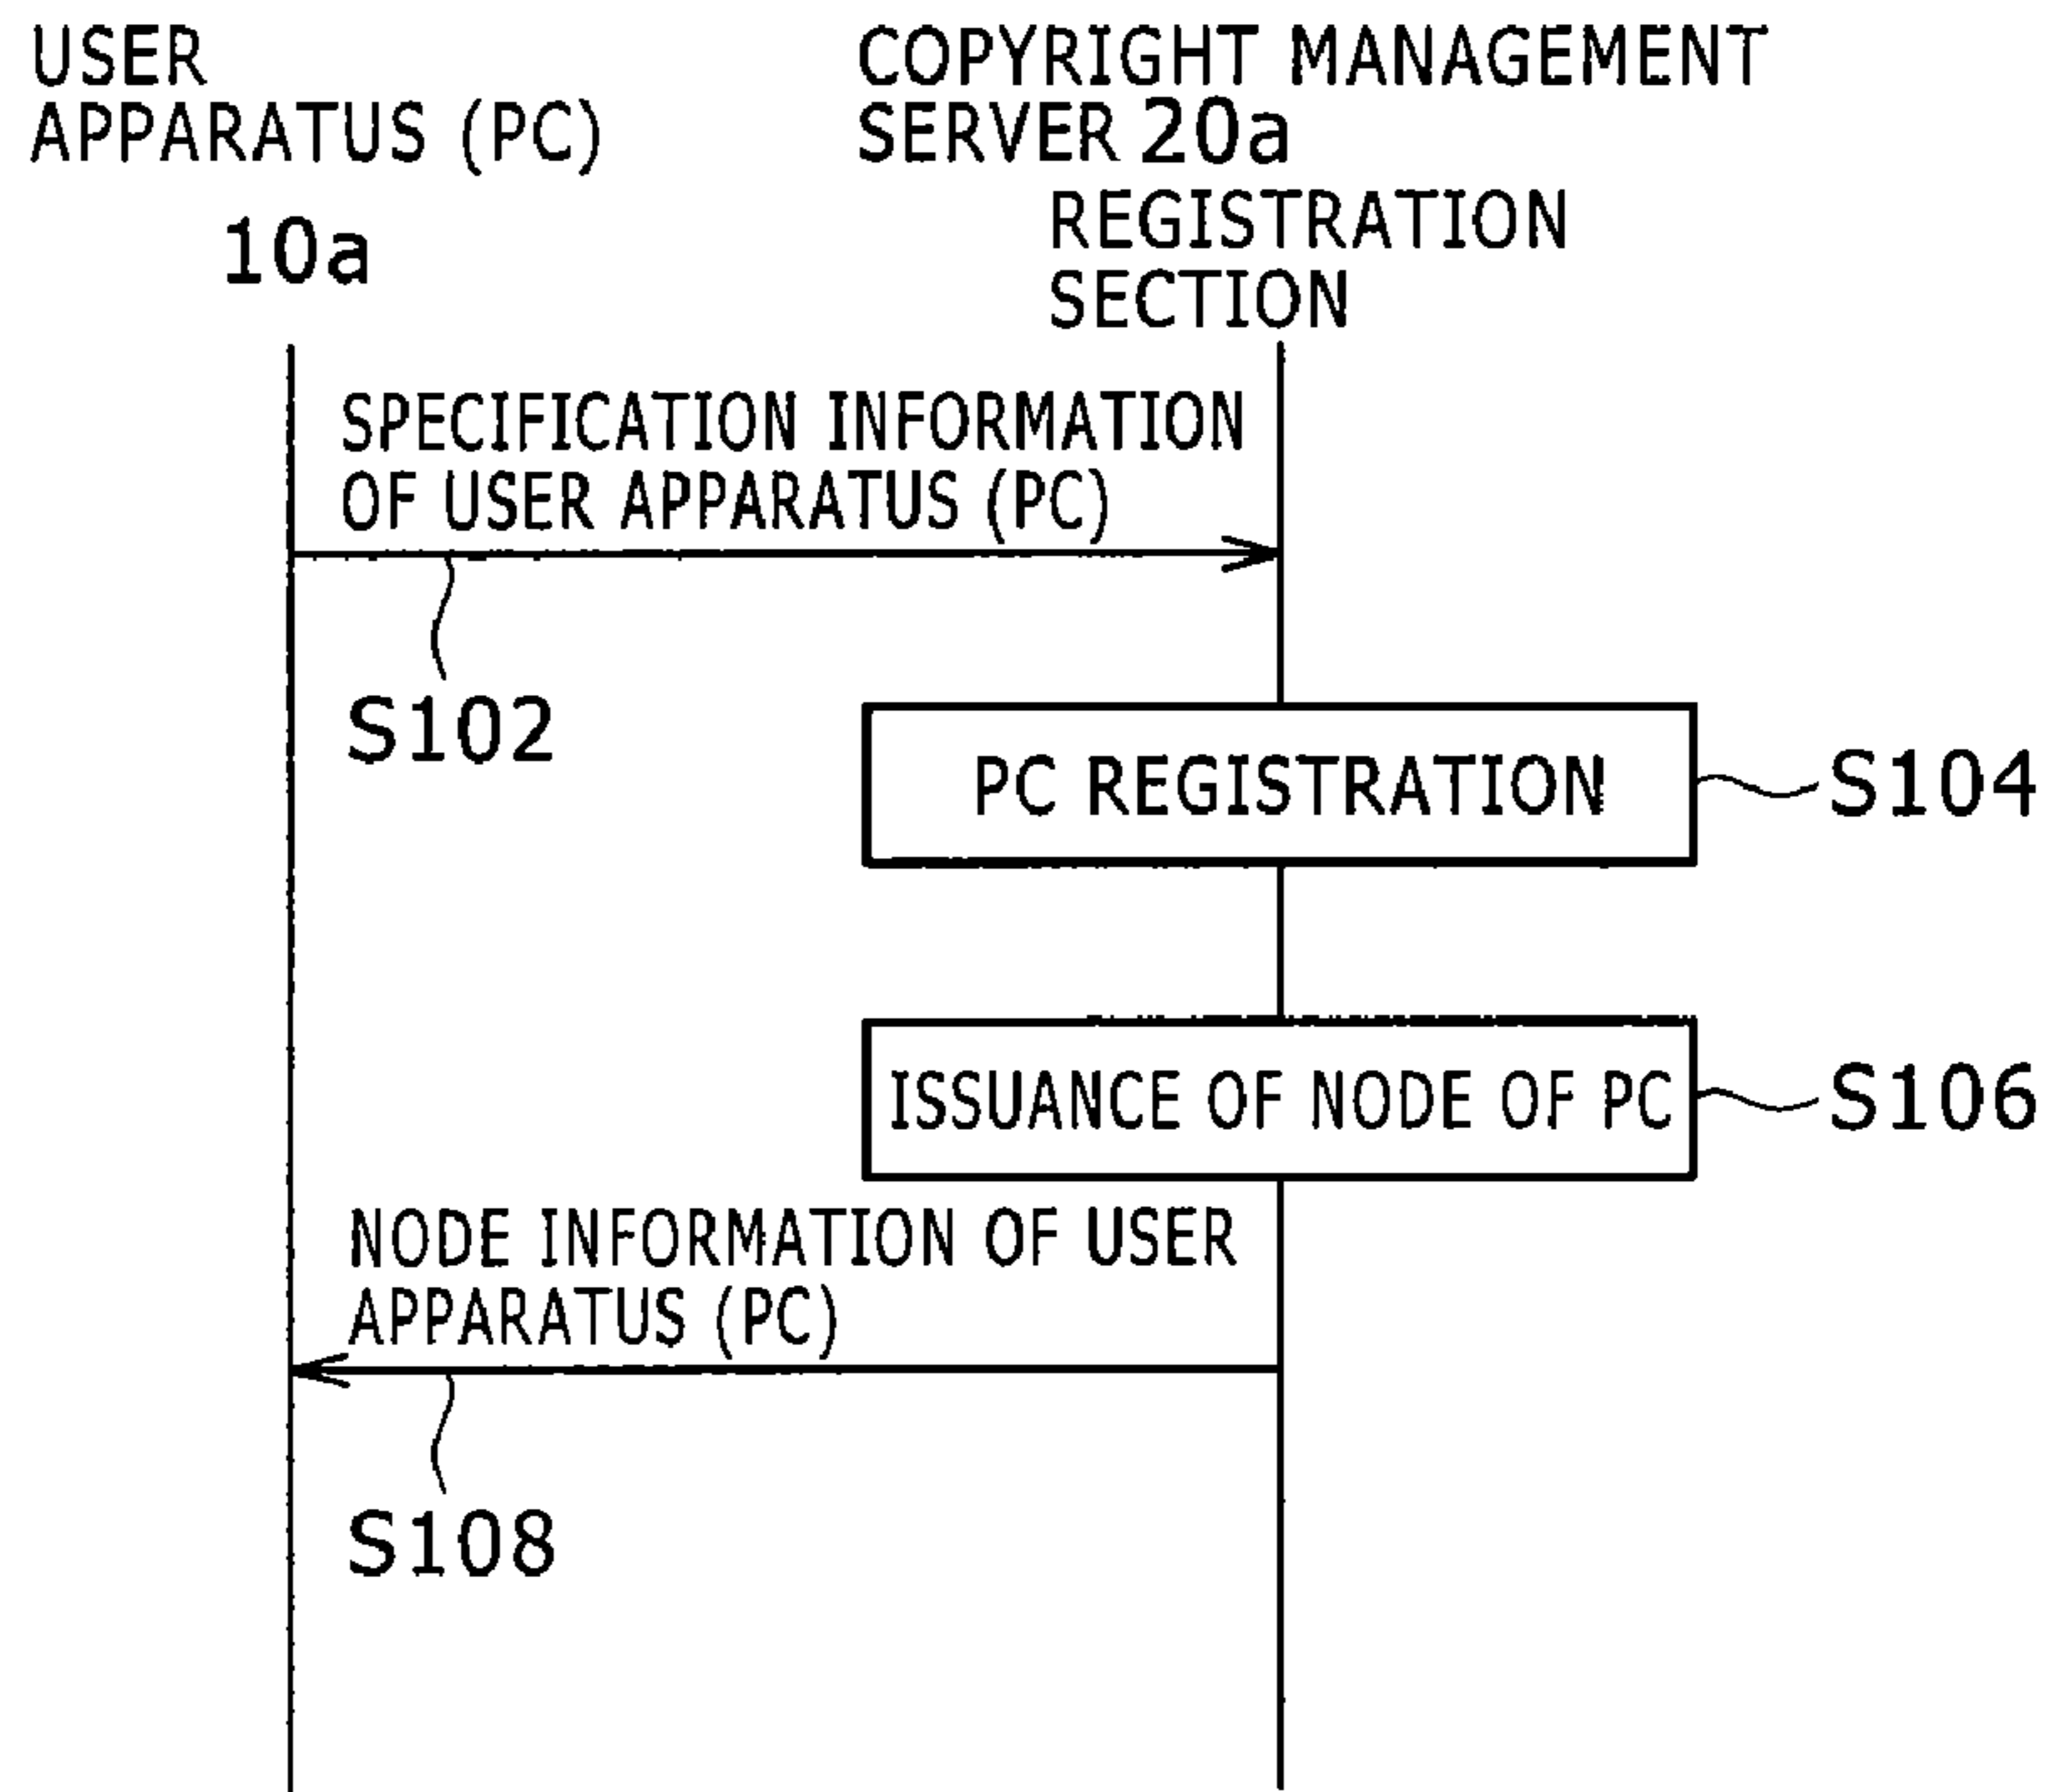 USER
APPARATUS (PC)
10a
COPYRIGHT MANAGEMENT
SERVER 20a
REGISTRATION
SECTION
SPECIFICATION INFORMATION
OF USER APPARATUS (PC)
S102
PC REGISTRATION
S104
ISSUANCE OF NODE OF PC
S106
NODE INFORMATION OF USER
APPARATUS (PC)
S108